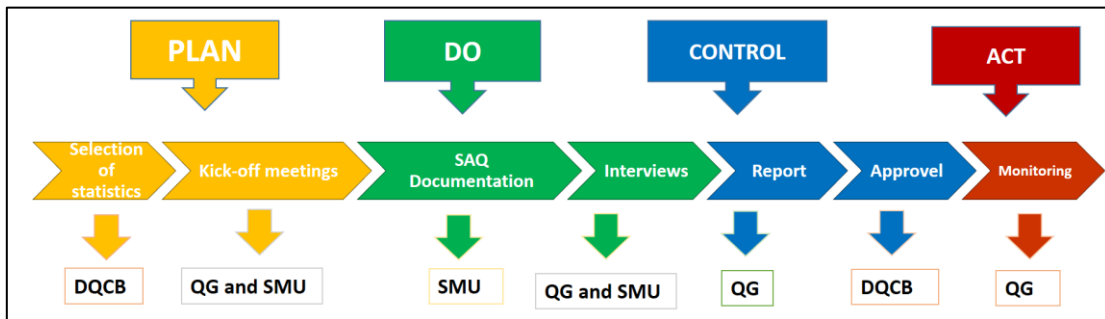 PLAN
DO
CONTROL
ACT
Selection
of
statistics
Kick-off meetings
SAQ
Documentation
Interviews
Report
Approvel
Monitoring
DQCB
QG and SMU
SMU
QG and SMU
QG
DQCB
QG